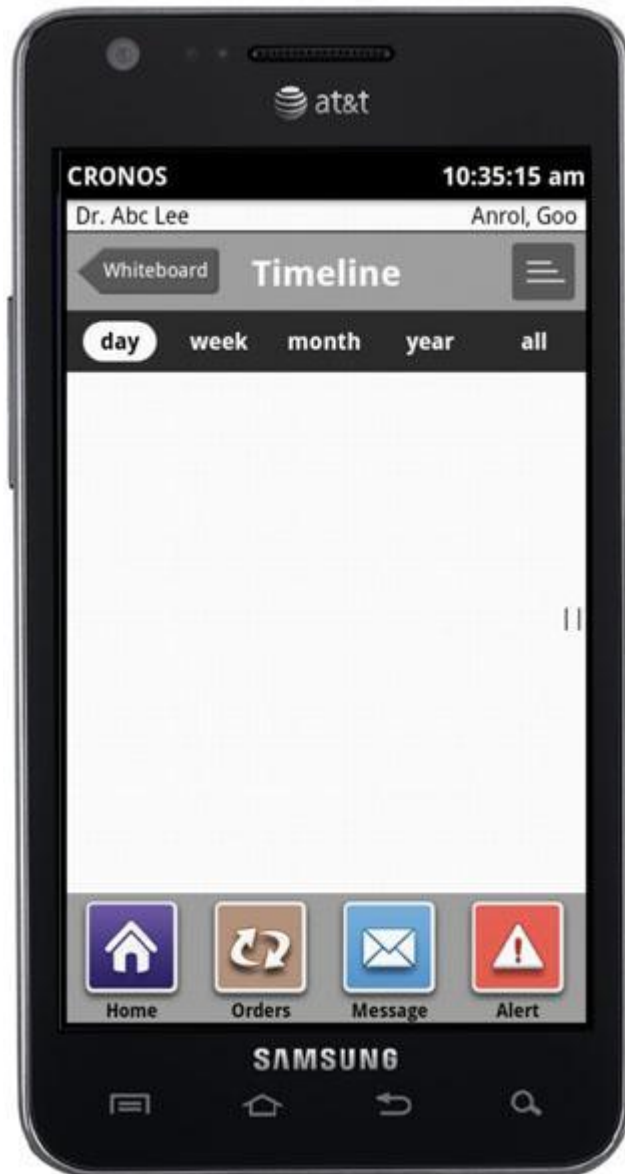 at&t
CRONOS 10:35:15 am
Dr. Abc Lee Anrol, Goo
Whiteboard Timeline
day week month year all
Home Orders Message Alert
SAMSUNG